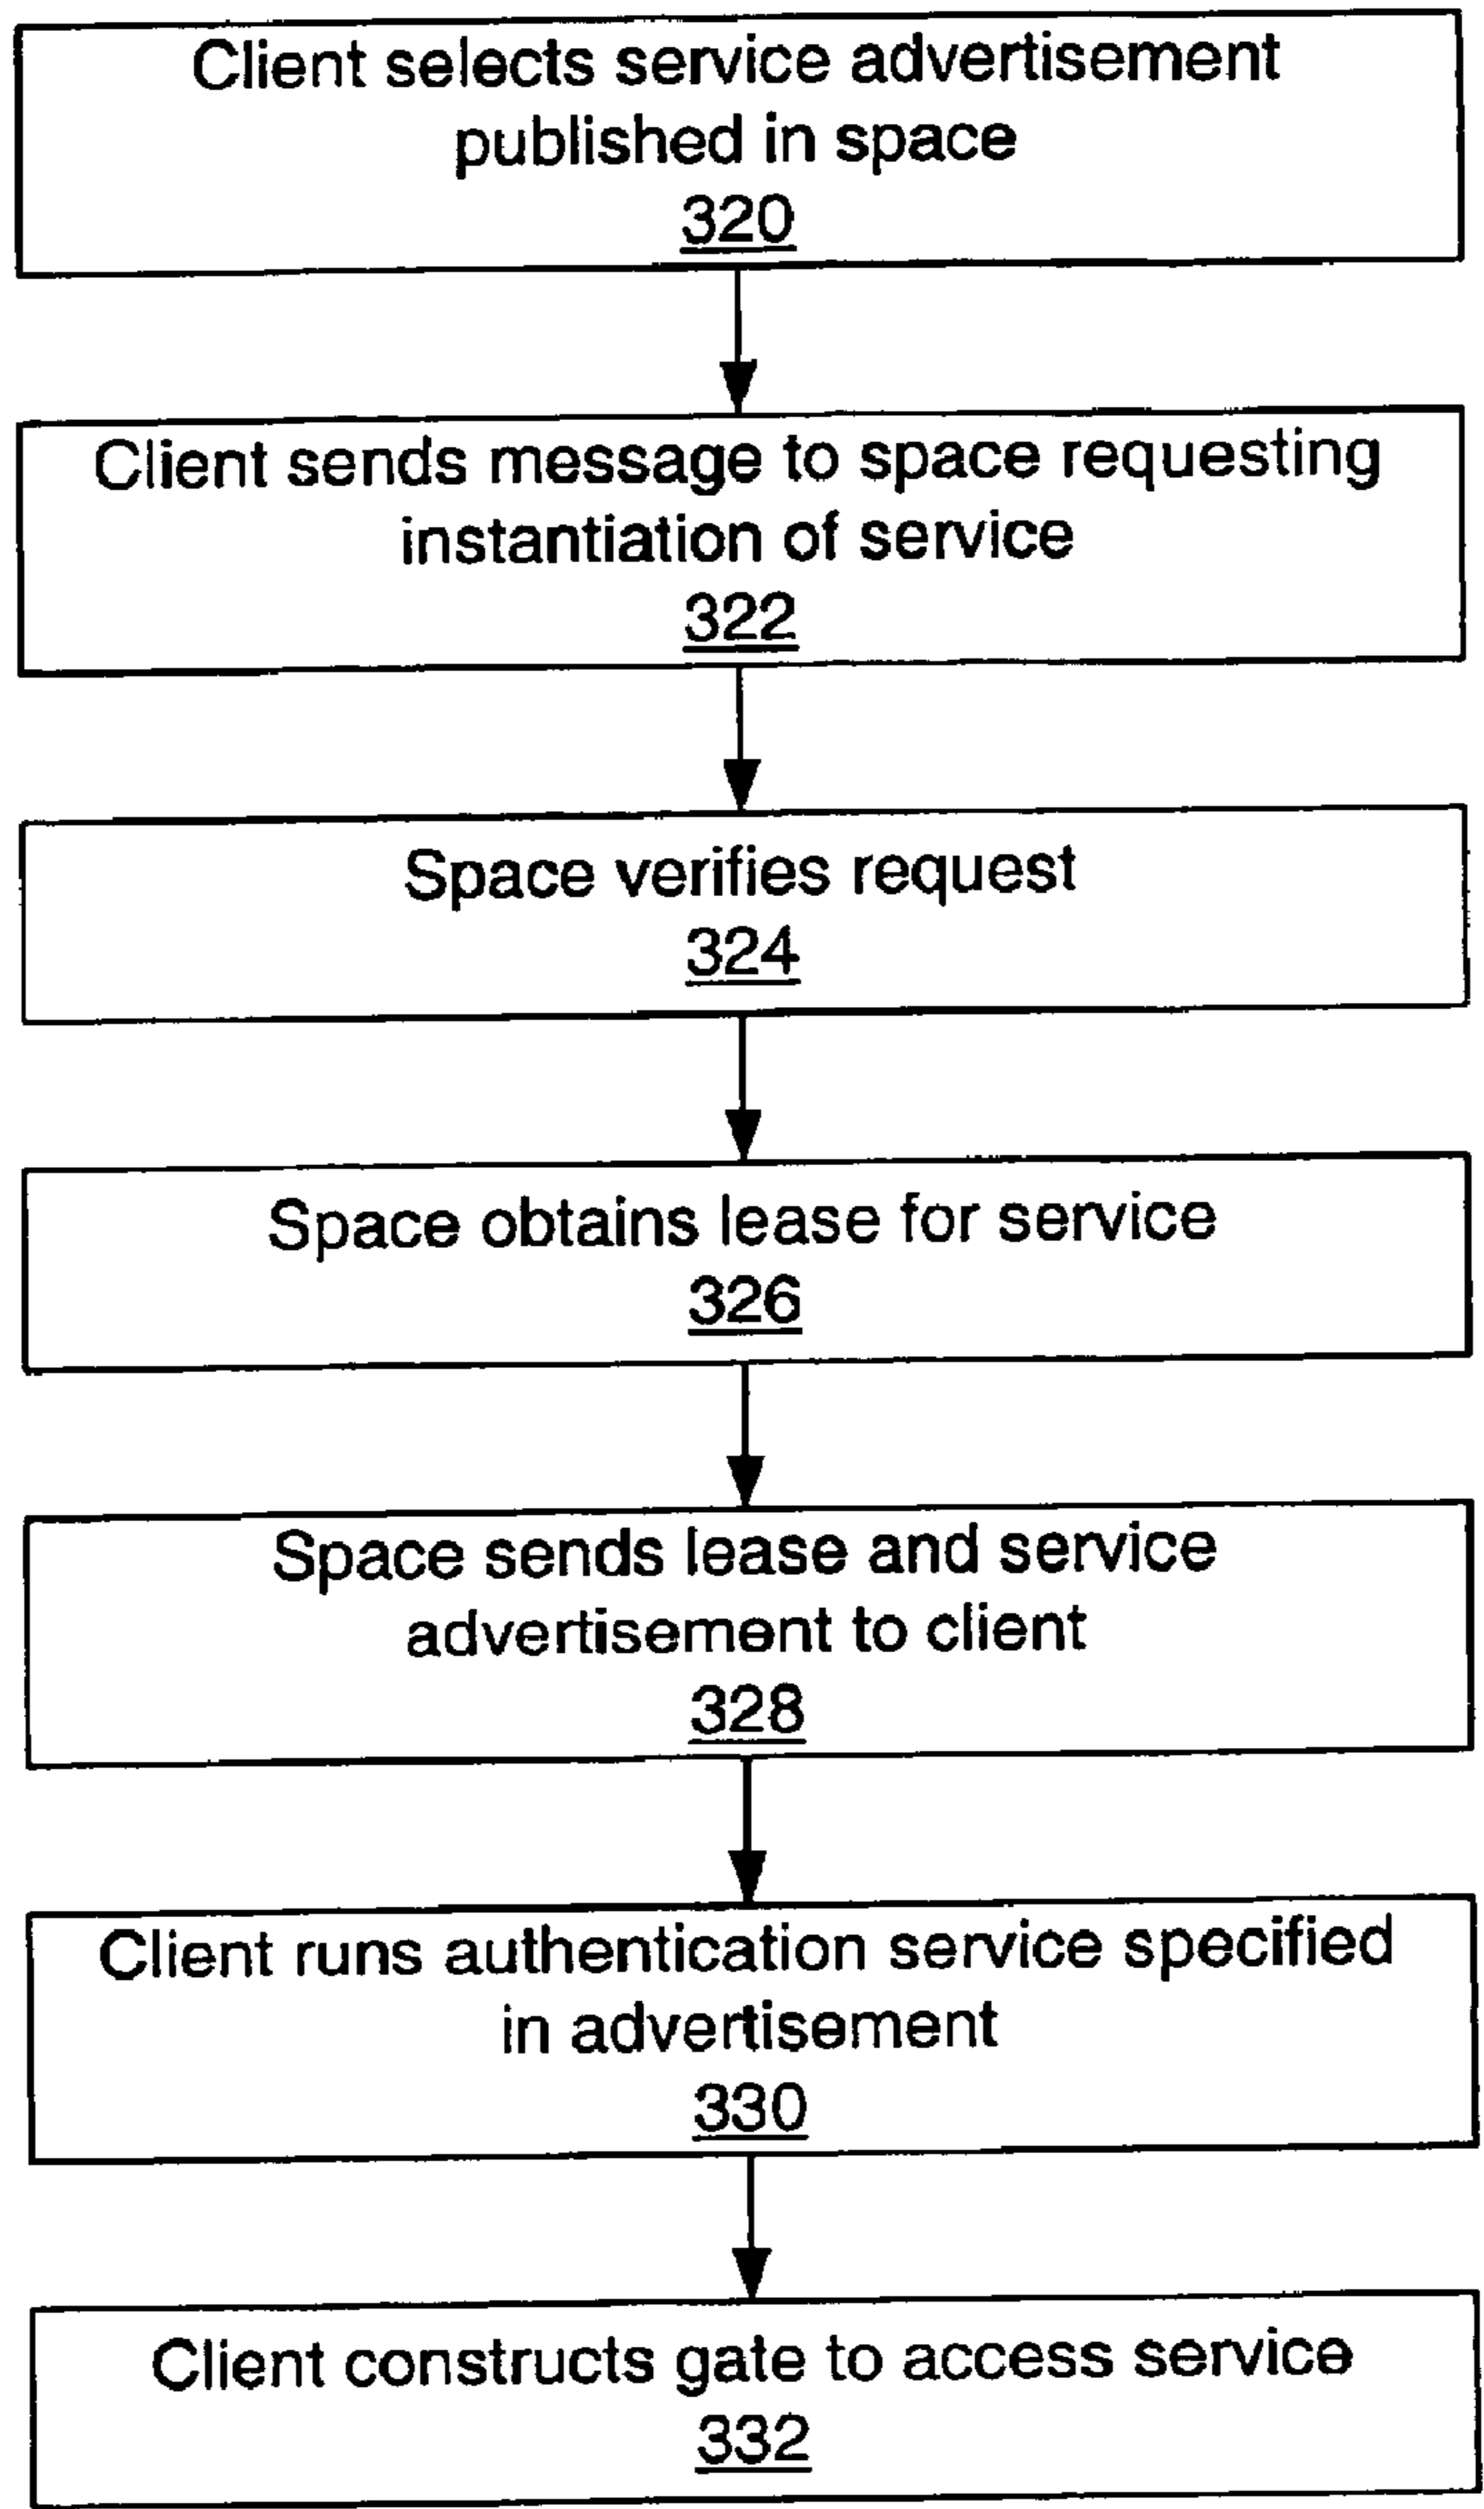 Client selects service advertisement
published in space
320
Client sends message to space requesting
instantiation of service
322
Space verifies request
324
Space obtains lease for service
326
Space sends lease and service
advertisement to client
328
Client runs authentication service specified
in advertisement
330
Client constructs gate to access service
332